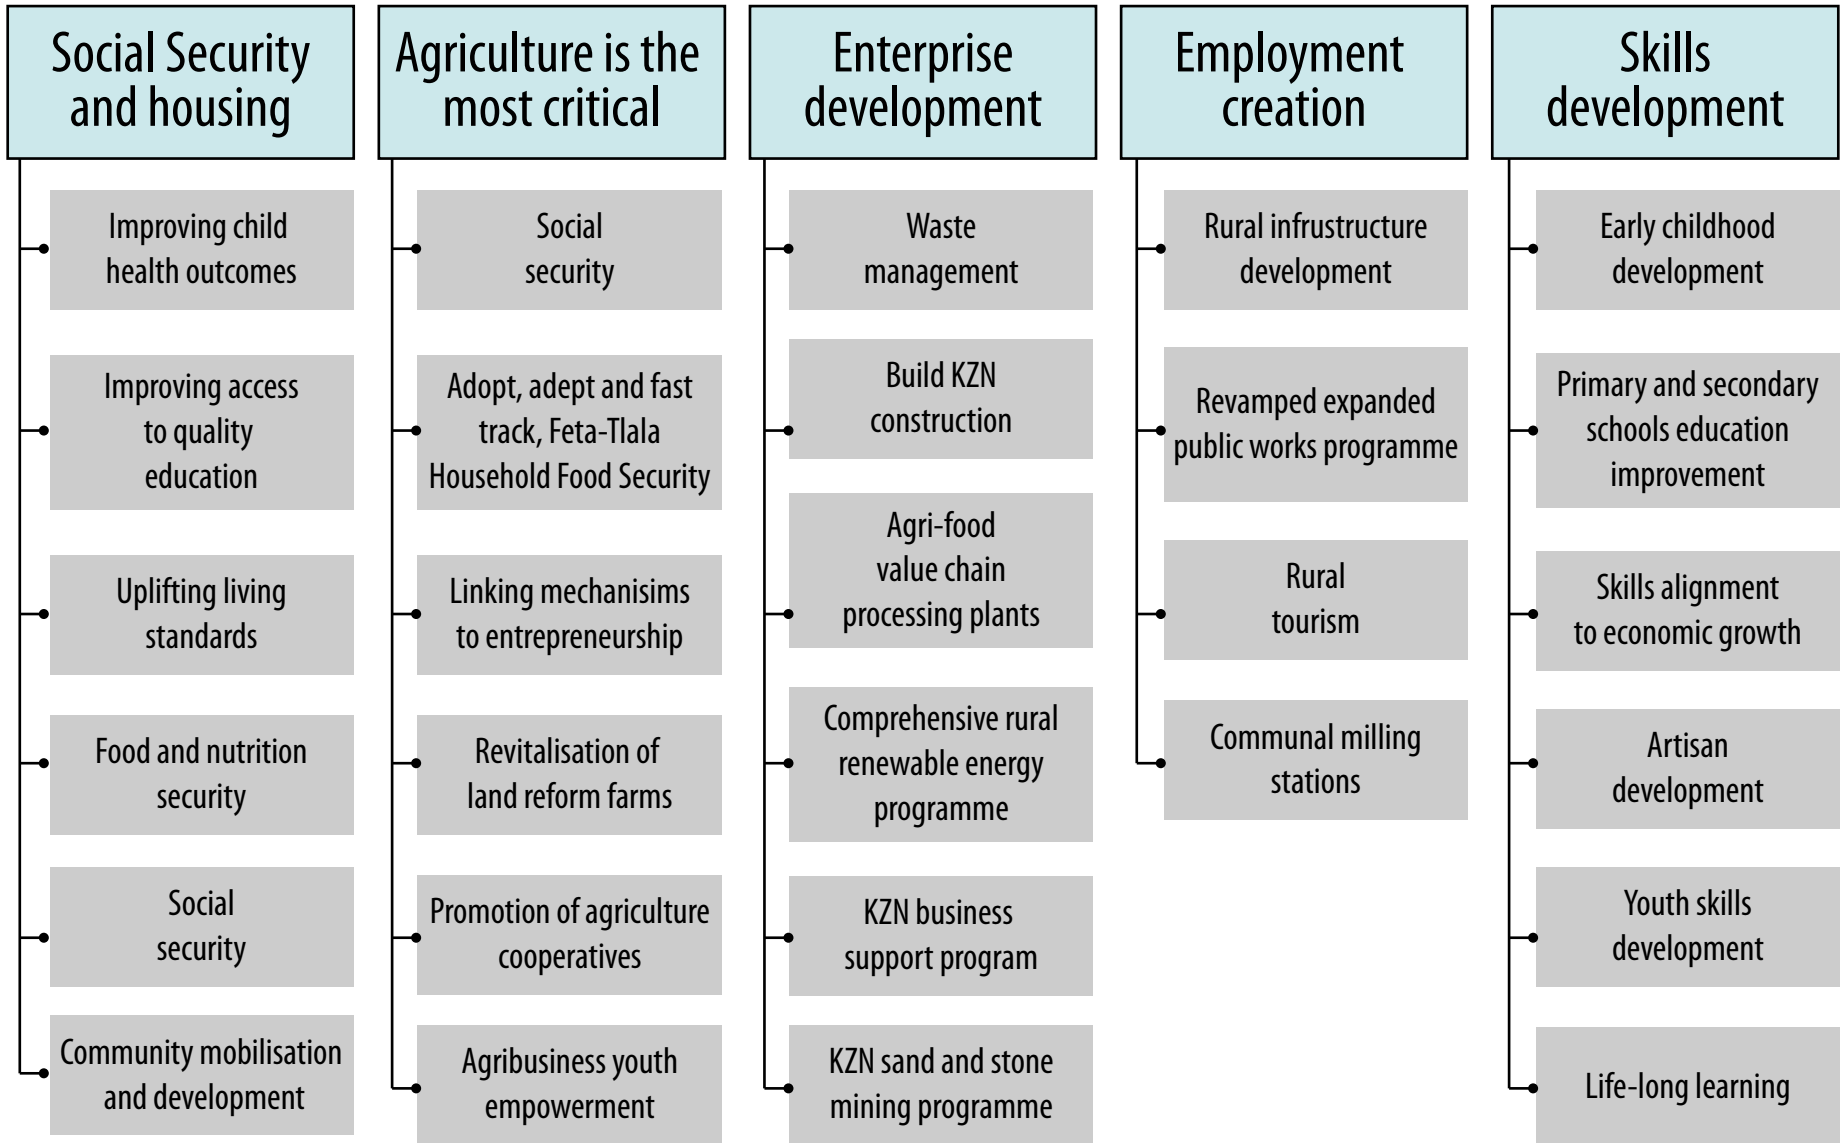 Social Security
and housing
Improving child
health outcomes
Improving access
to quality
education
Uplifting living
standards
Food and nutrition
security
Social
security
Community mobilisation
and development
Agriculture is the
most critical
Social
security
Adopt, adept and fast
track, Feta-Tlala
Household Food Security
Linking mechanisims
to entrepreneurship
Revitalisation of
land reform farms
Promotion of agriculture
cooperatives
Agribusiness youth
empowerment
Enterprise
development
Waste
management
Build KZN
construction
Agri-food
value chain
processing plants
Comprehensive rural
renewable energy
programme
KZN business
support program
KZN sand and stone
mining programme
Employment
creation
Rural infrustructure
development
Revamped expanded
public works programme
Rural
tourism
Communal milling
stations
Skills
development
Early childhood
development
Primary and secondary
schools education
improvement
Skills alignment
to economic growth
Artisan
development
Youth skills
development
Life-long learning